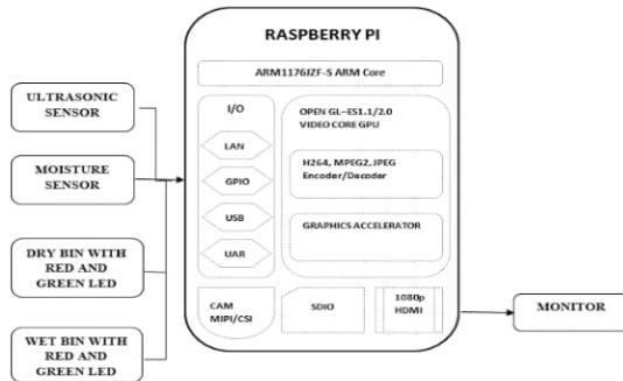 RASPBERRY PI
ARM1176JZF-S ARM Core
ULTRASONIC
SENSOR
MOISTURE
SENSOR
DRY BIN WITH
RED AND
GREEN LED
WET BIN WITH
RED AND
GREEN LED
I/O
LAN
GPIO
USB
UAR
OPEN GL–ES1.1/2.0
VIDEO CORE GPU
H264, MPEG2, JPEG
Encoder/Decoder
GRAPHICS ACCELERATOR
CAM
MIPI/CSI
SDIO
1080p
HDMI
MONITOR